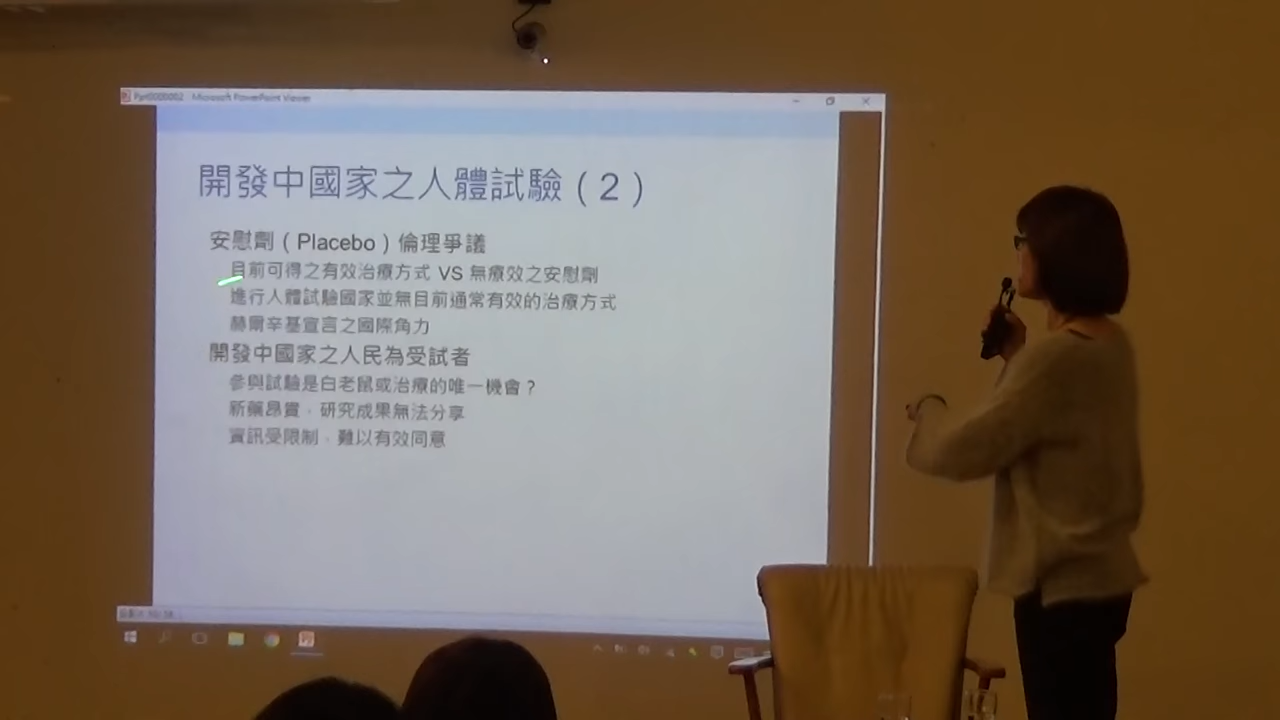 Microsoft PowerPoint Viewer
開發中國家之人體試驗（2）
安慰劑（Placebo）倫理爭議
目前可得之有效治療方式 VS 無療效之安慰劑
進行人體試驗國家並無目前通常有效的治療方式
赫爾辛基宣言之國際角力
開發中國家之人民為受試者
參與試驗是白老鼠或治療的唯一機會？
新藥昂貴，研究成果無法分享
資訊受限制，難以有效同意